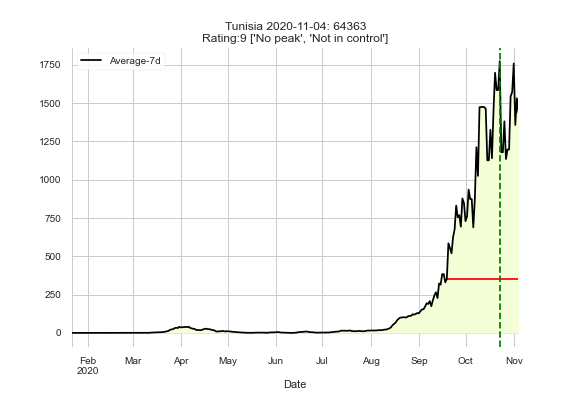 Tunisia 2020-11-04: 64363
Rating:9 ['No peak', 'Not in control']
Average-7d
1750
1500
1250
1000
750
500
250
0
Feb Mar Apr May Jun Jul Aug Sep Oct Nov
2020
Date